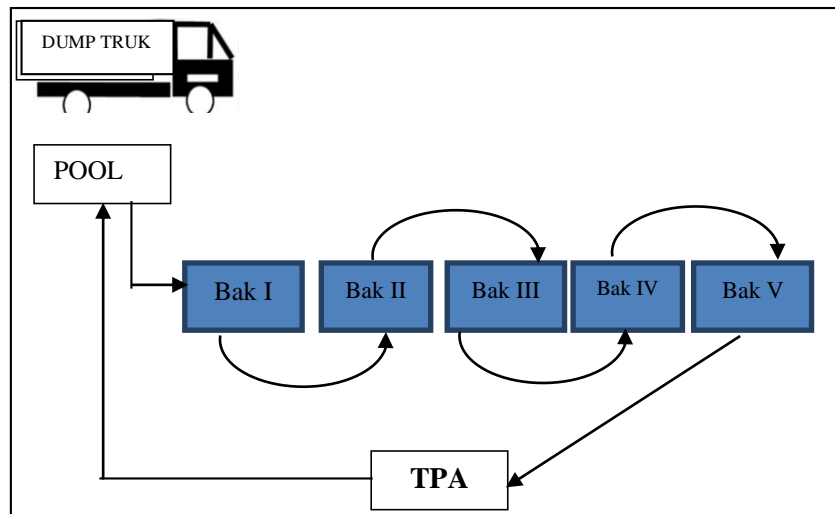 DUMP TRUK
POOL
Bak I
Bak II
Bak III
Bak IV
Bak V
TPA